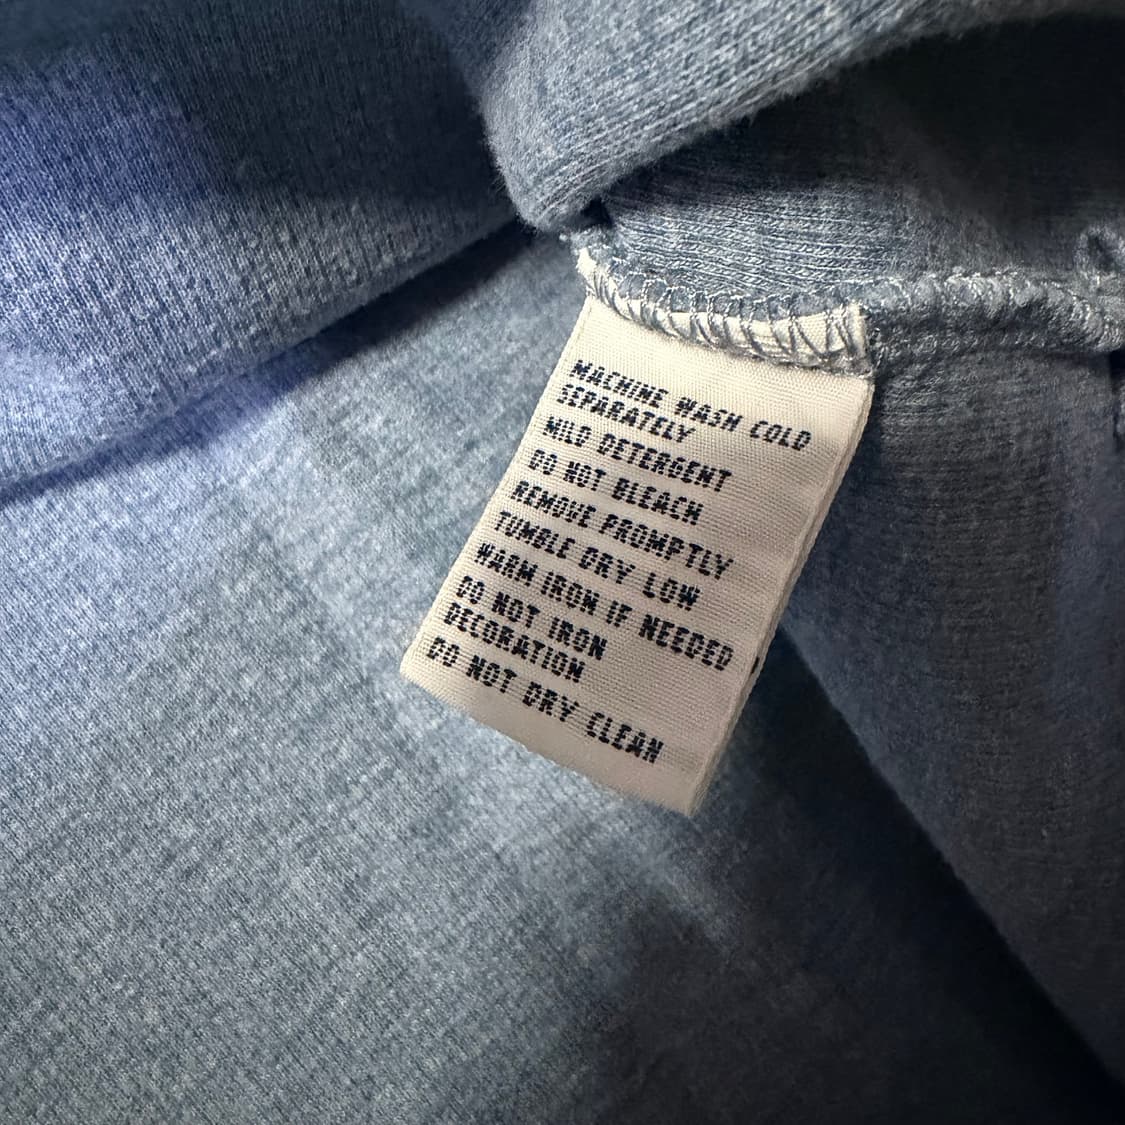 MACHINE WASH COLD
SEPARATELY
MILD DETERGENT
DO NOT BLEACH
REMOVE PROMPTLY
TUMBLE DRY LOW
WARM IRON IF NEEDED
DO NOT IRON
DECORATION
DO NOT DRY CLEAN